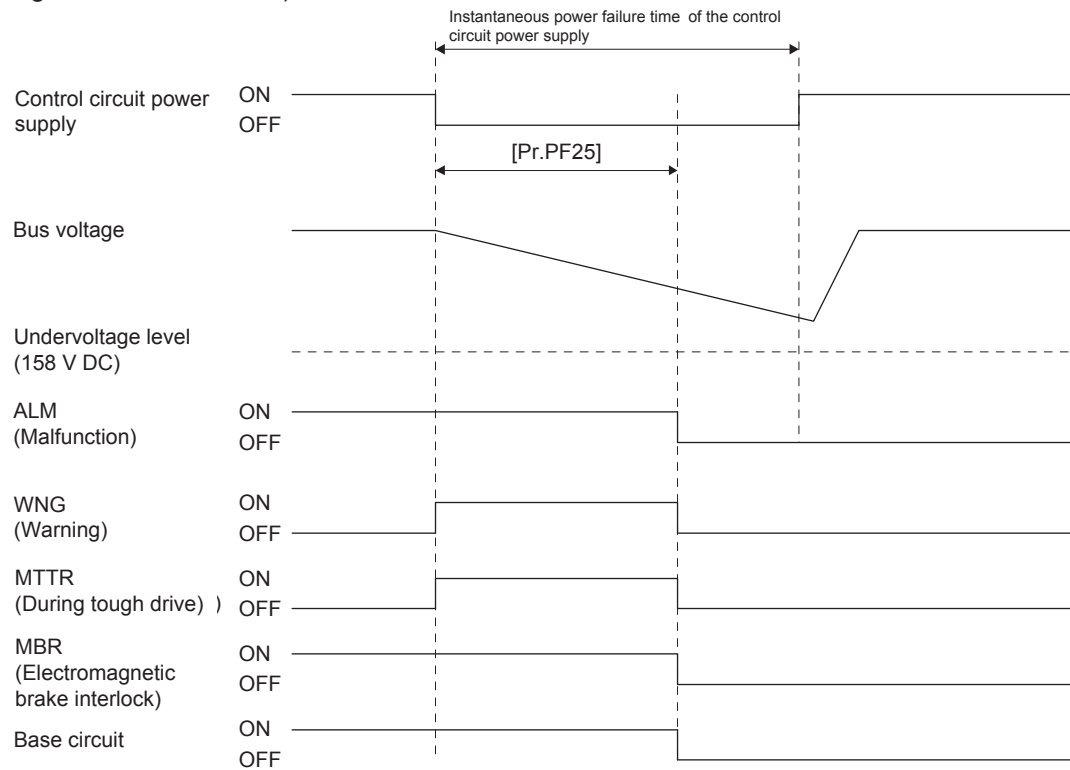 Instantaneous power failure time of the control
circuit power supply
Control circuit power
supply
ON
OFF
[Pr.PF25]
Bus voltage
Undervoltage level
(158 V DC)
ALM
(Malfunction)
ON
OFF
WNG
(Warning)
ON
OFF
MTTR
(During tough drive) )
ON
OFF
MBR
(Electromagnetic
brake interlock)
ON
OFF
Base circuit
ON
OFF